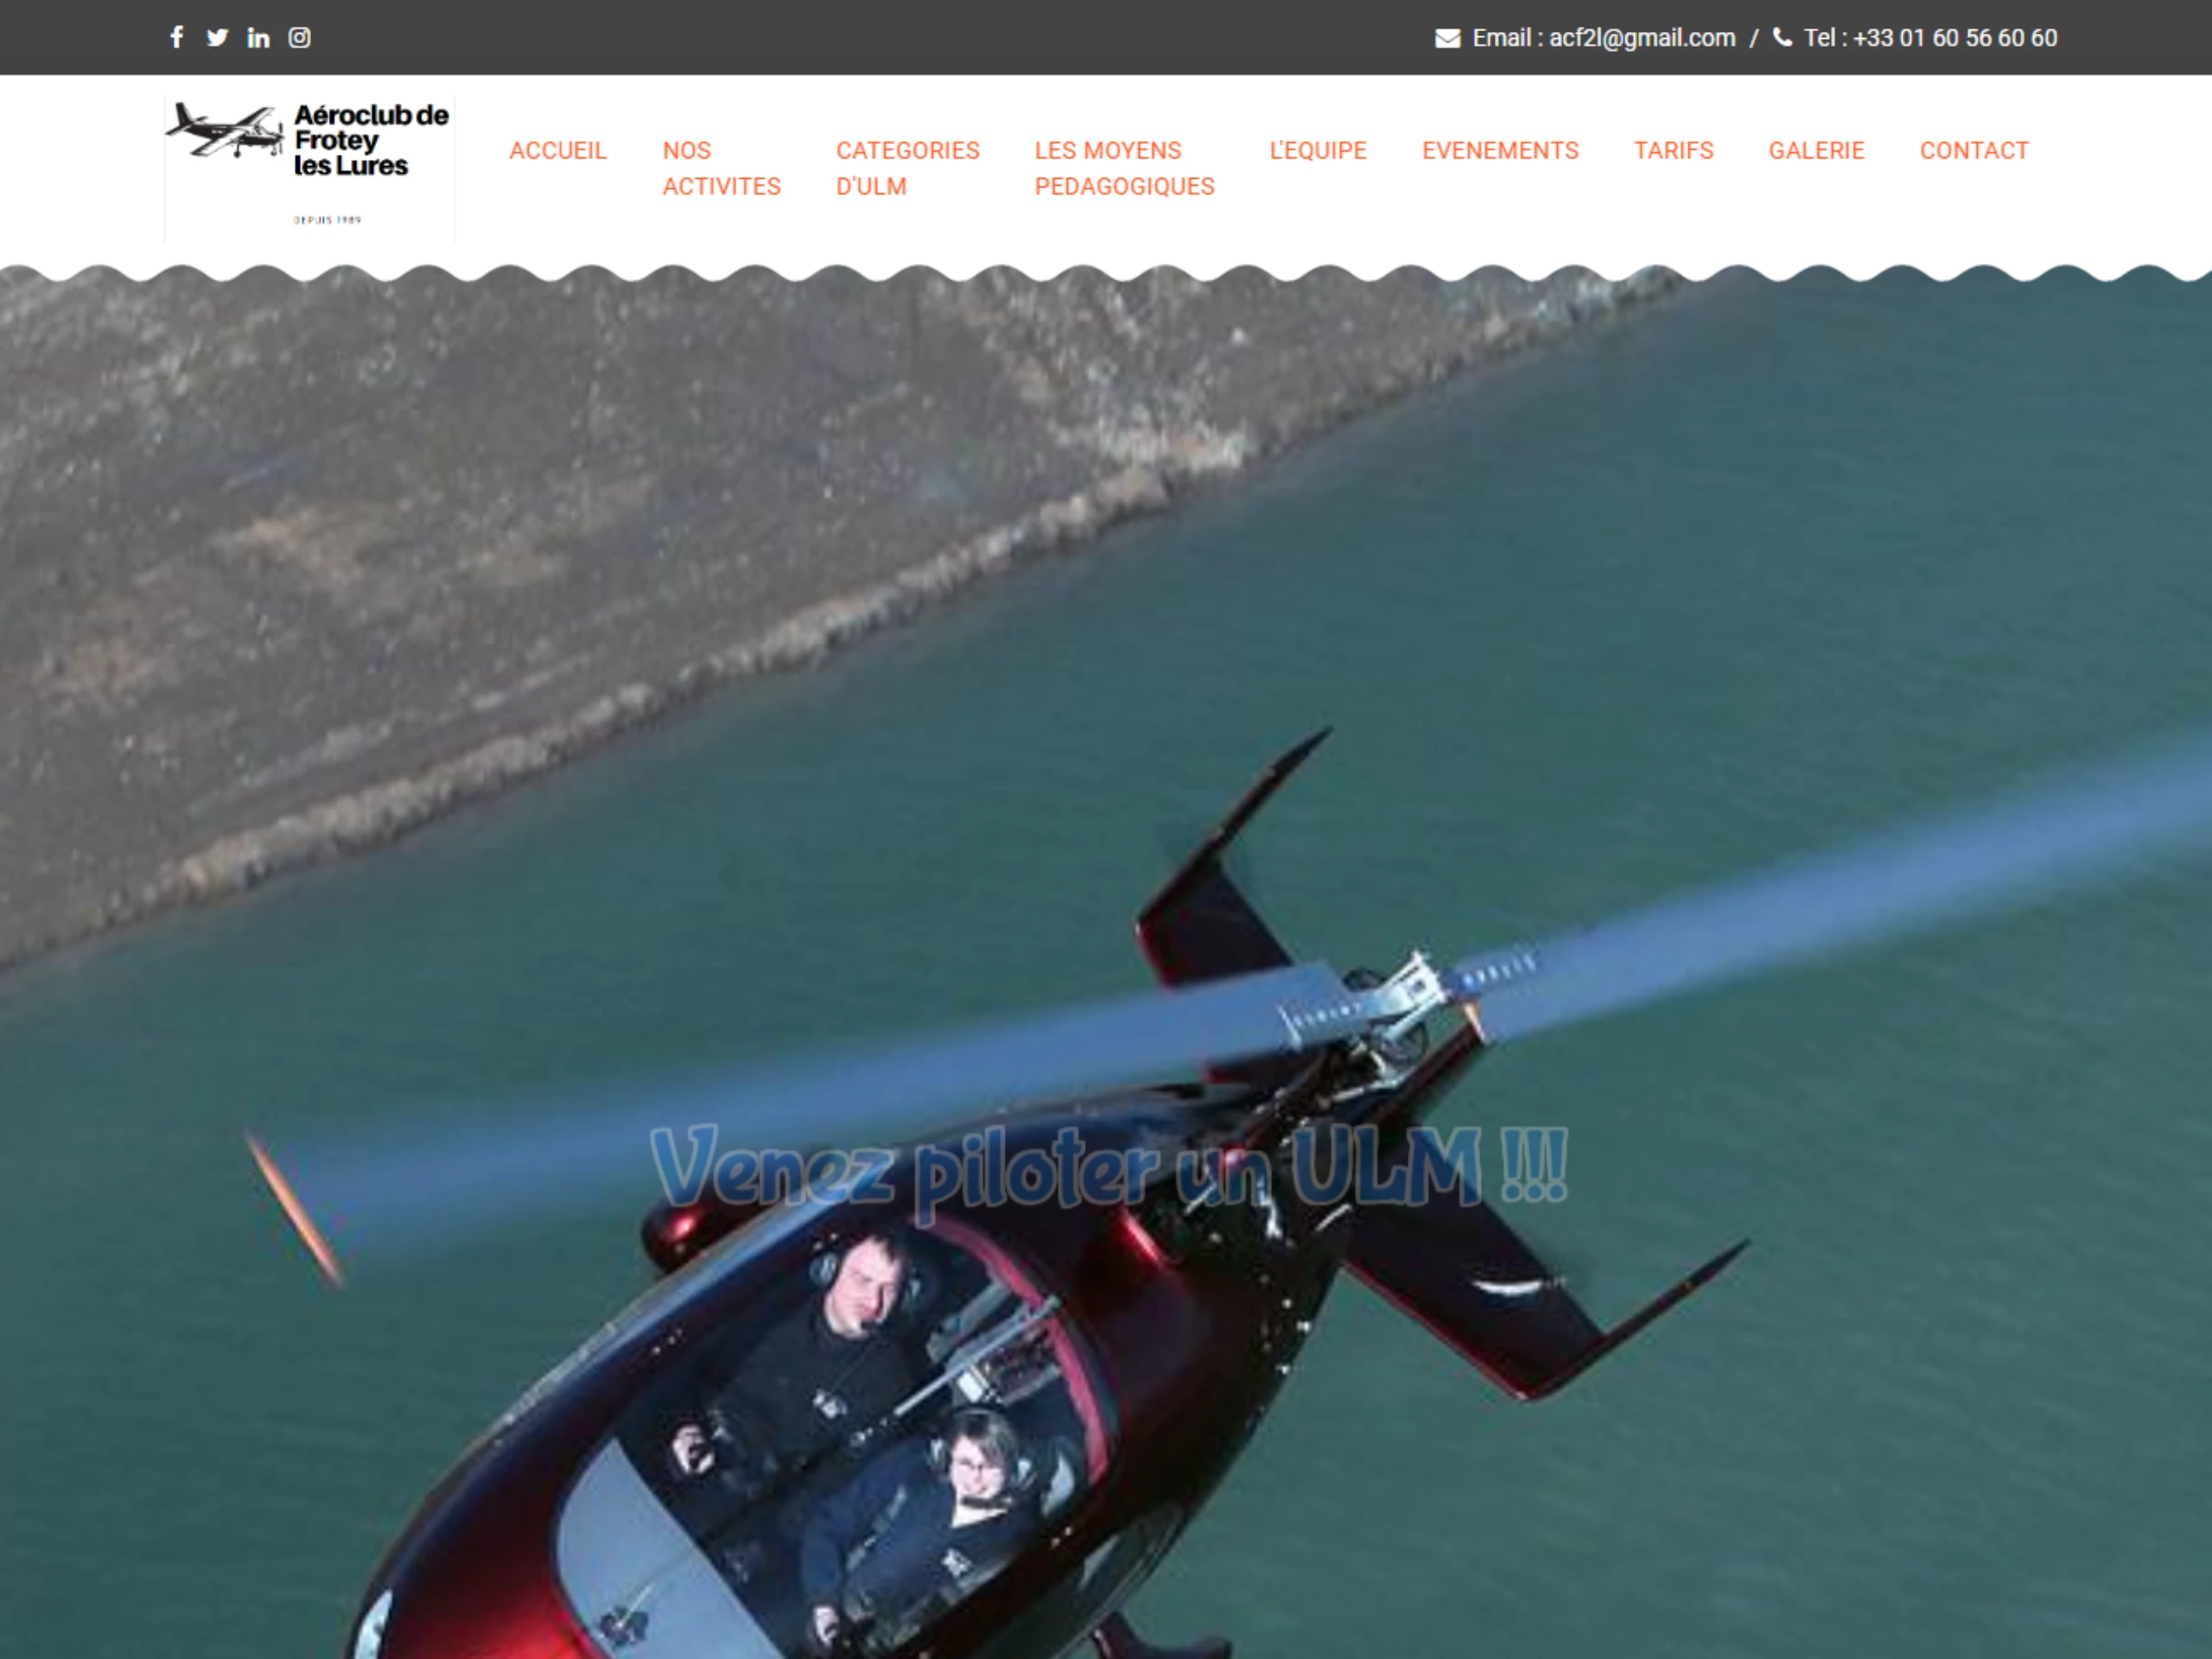 Email : acf2l@gmail.com / Tel : +33 01 60 56 60 60
Aéroclub de
Frotey
les Lures
DEPUIS 1989
ACCUEIL
NOS
ACTIVITES
CATEGORIES
D'ULM
LES MOYENS
PEDAGOGIQUES
L'EQUIPE
EVENEMENTS
TARIFS
GALERIE
CONTACT
Venez piloter un ULM !!!